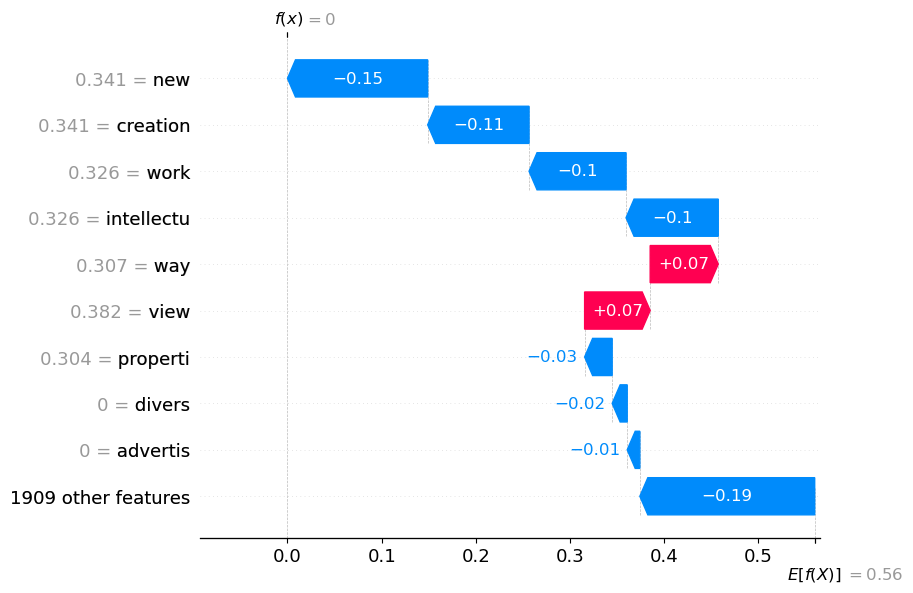 f(x) = 0
0.341 = new −0.15
0.341 = creation −0.11
0.326 = work −0.1
0.326 = intellectu −0.1
0.307 = way +0.07
0.382 = view +0.07
0.304 = properti −0.03
0 = divers −0.02
0 = advertis −0.01
1909 other features −0.19
0.0 0.1 0.2 0.3 0.4 0.5
E[f(X)] = 0.56